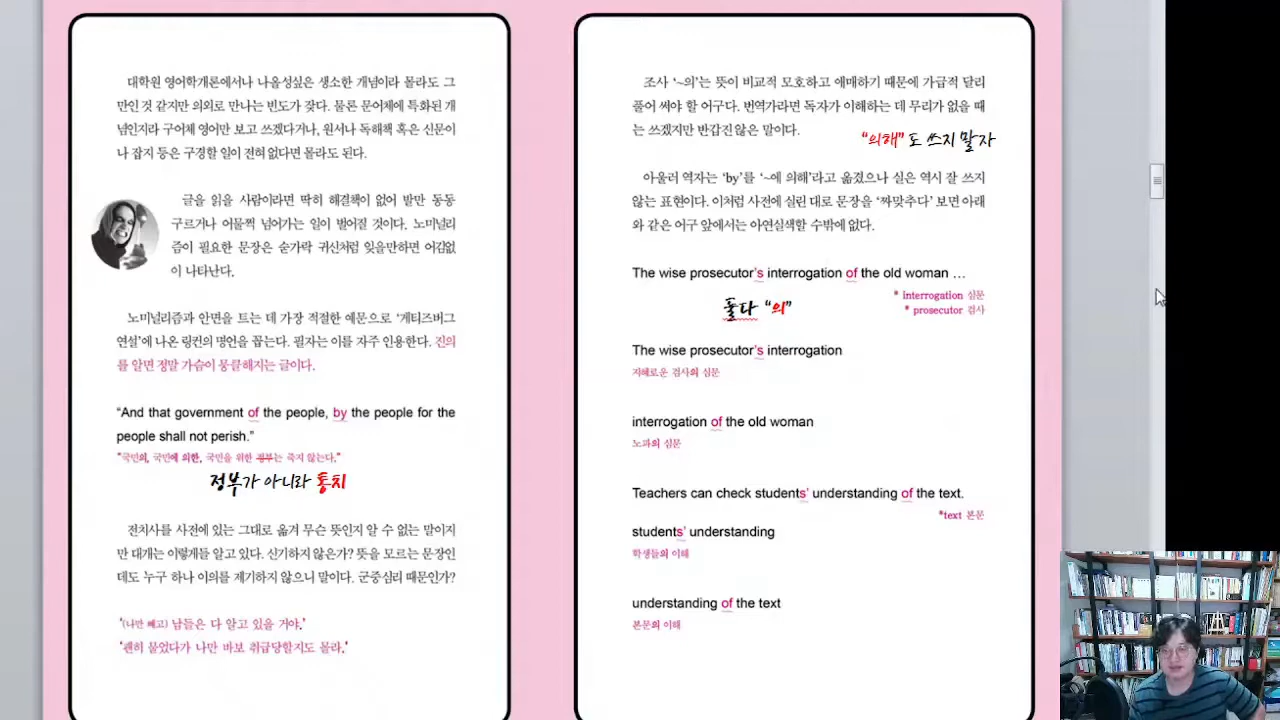 대학원 영어학개론에서나 나올성싶은 생소한 개념이라 몰라도 그
만인 것 같지만 의외로 만나는 빈도가 잦다. 물론 문어체에 특화된 개
념인지라 구어체 영어만 보고 쓰겠다거나, 원서나 독해책 혹은 신문이
나 잡지 등은 구경할 일이 전혀 없다면 몰라도 된다.
글을 읽을 사람이라면 딱히 해결책이 없어 발만 동동
구르거나 어물쩍 넘어가는 일이 벌어질 것이다. 노미널리
즘이 필요한 문장은 숟가락 귀신처럼 잊을만하면 어김없
이 나타난다.
노미널리즘과 안면을 트는 데 가장 적절한 예문으로 ‘게티즈버그
연설’에 나온 링컨의 명언을 꼽는다. 필자는 이를 자주 인용한다. 진의
를 알면 정말 가슴이 뭉클해지는 글이다.
“And that government of the people, by the people for the
people shall not perish.”
“국민의, 국민에 의한, 국민을 위한 정부는 죽지 않는다.”
정부가 아니라 통치
전치사를 사전에 있는 그대로 옮겨 무슨 뜻인지 알 수 없는 말이지
만 대개는 이렇게들 알고 있다. 신기하지 않은가? 뜻을 모르는 문장인
데도 누구 하나 이의를 제기하지 않으니 말이다. 군중심리 때문인가?
‘(나만 빼고) 남들은 다 알고 있을 거야.’
‘괜히 물었다가 나만 바보 취급당할지도 몰라.’
조사 ‘~의’는 뜻이 비교적 모호하고 애매하기 때문에 가급적 달리
풀어 써야 할 어구다. 번역가라면 독자가 이해하는 데 무리가 없을 때
는 쓰겠지만 반갑진 않은 말이다.
“의해”도 쓰지 말자
아울러 역자는 ‘by’를 ‘~에 의해’라고 옮겼으나 실은 역시 잘 쓰지
않는 표현이다. 이처럼 사전에 실린 대로 문장을 ‘짜맞추다’ 보면 아래
와 같은 어구 앞에서는 아연실색할 수밖에 없다.
The wise prosecutor’s interrogation of the old woman …
* interrogation 심문
둘다 “의”
* prosecutor 검사
The wise prosecutor’s interrogation
지혜로운 검사의 심문
interrogation of the old woman
노파의 심문
Teachers can check students’ understanding of the text.
*text 본문
students’ understanding
학생들의 이해
understanding of the text
본문의 이해